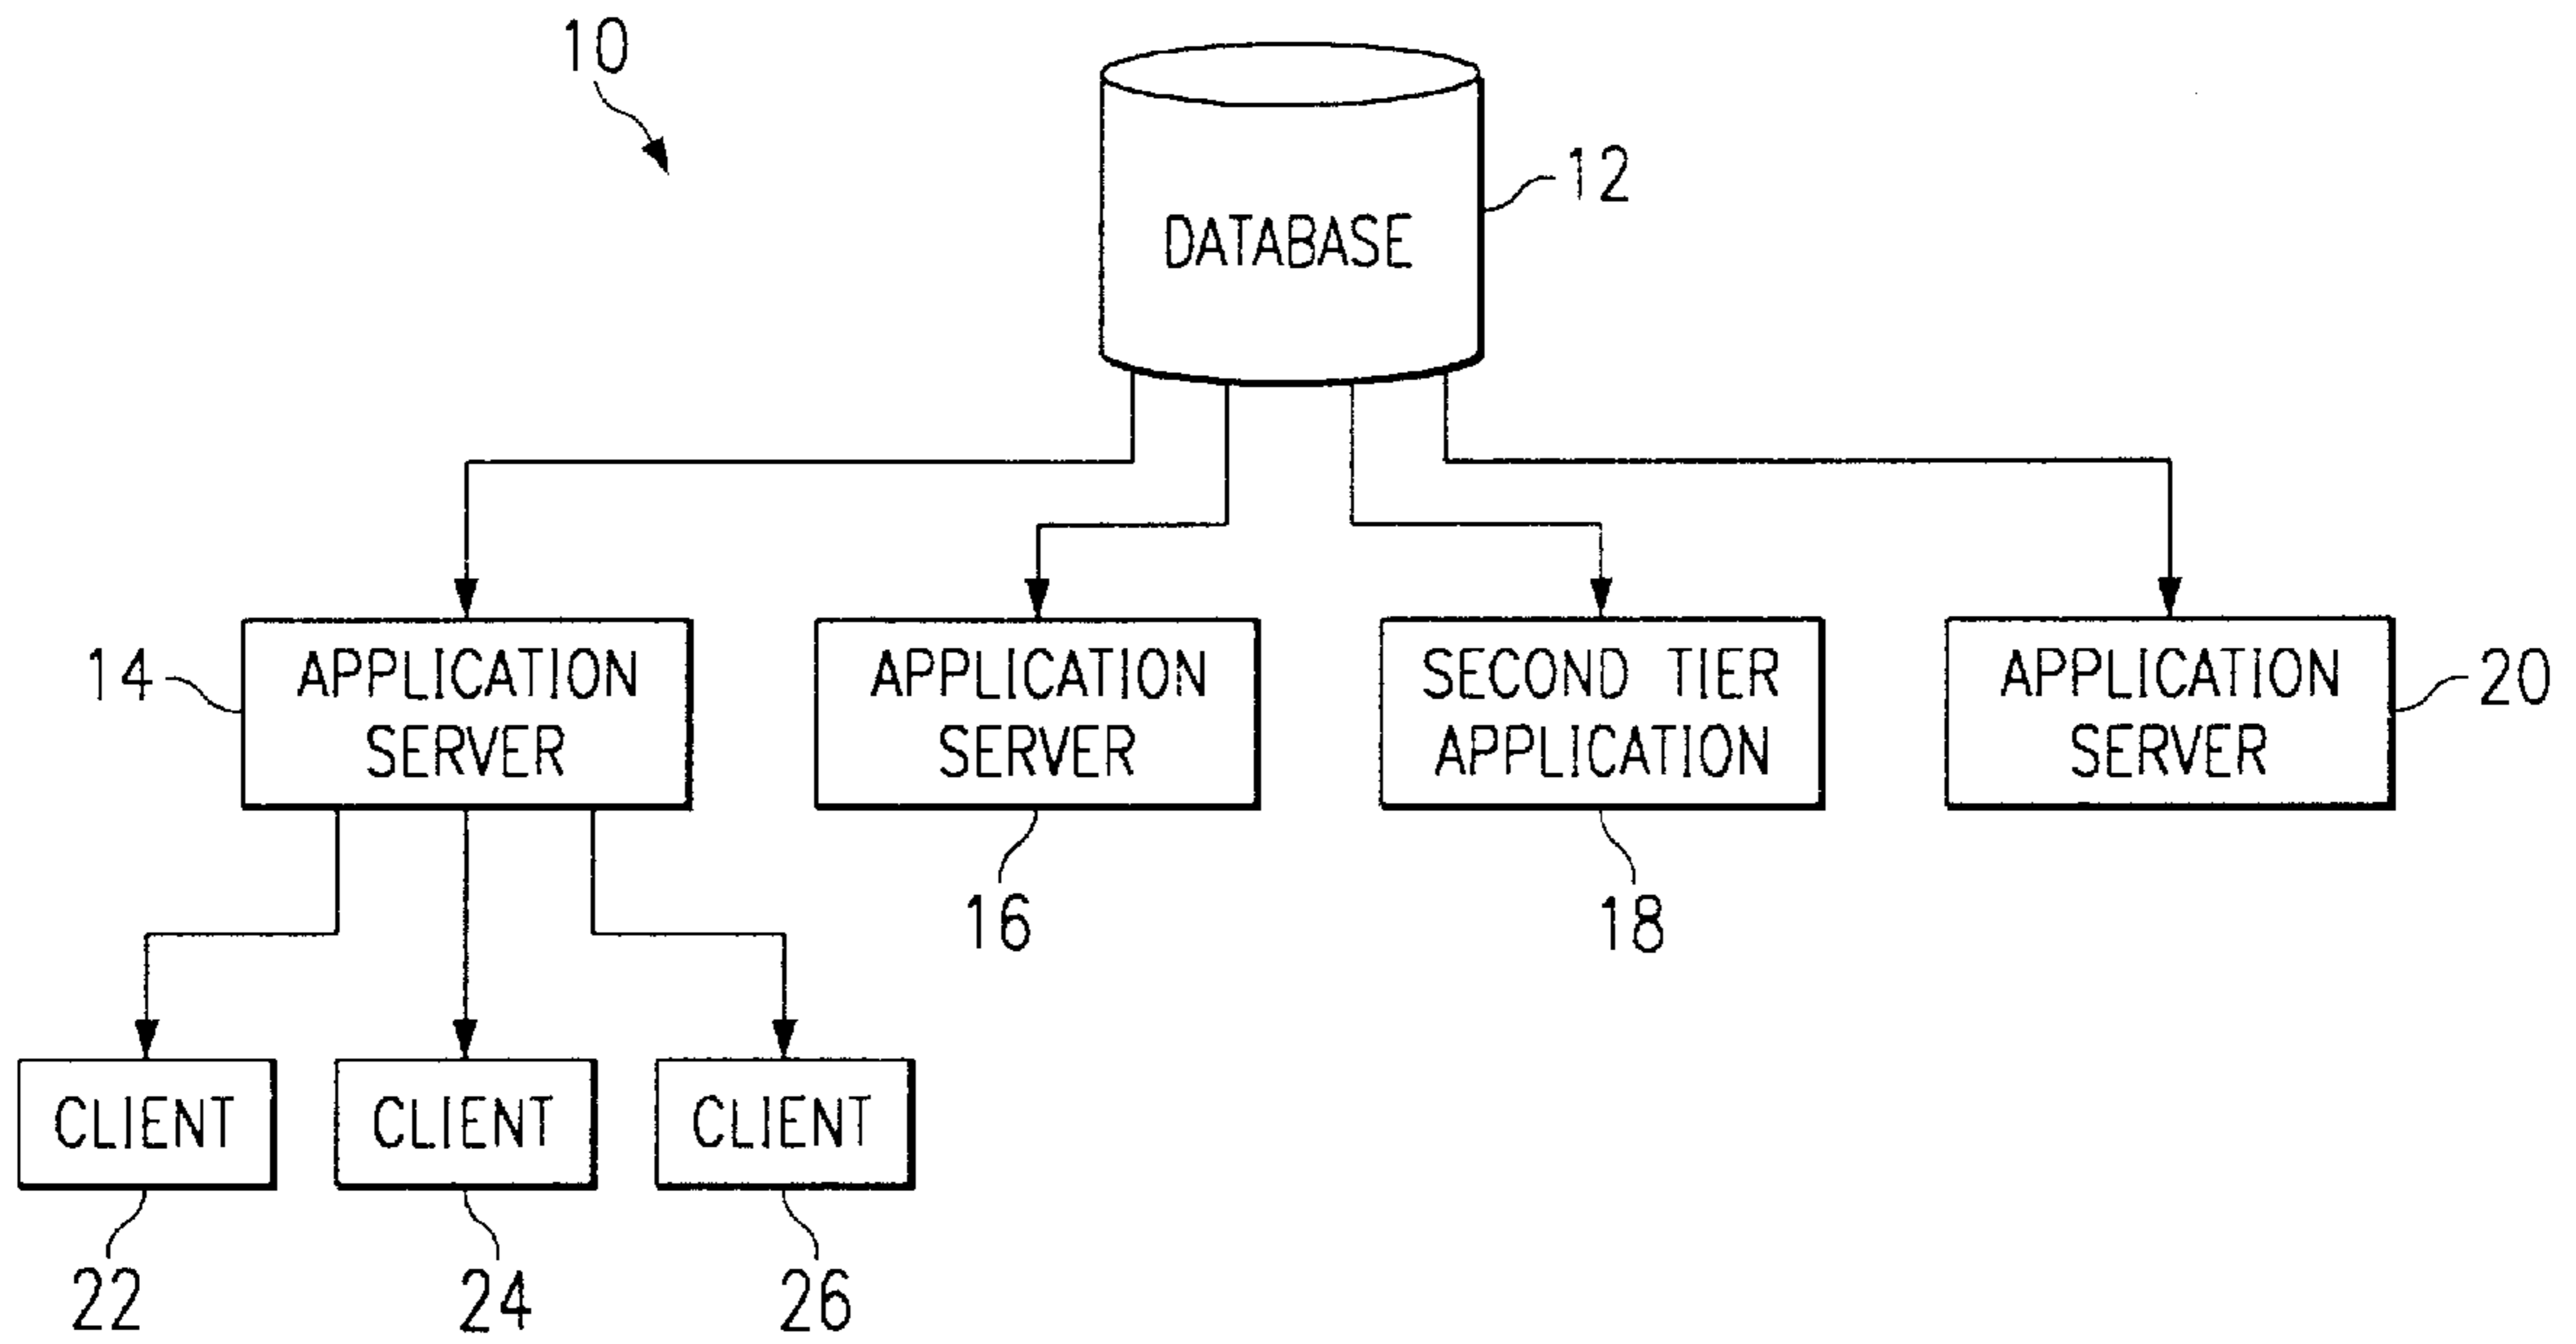 10
12
DATABASE
14
APPLICATION
SERVER
APPLICATION
SERVER
SECOND TIER
APPLICATION
APPLICATION
SERVER
20
16
18
CLIENT
CLIENT
CLIENT
22
24
26